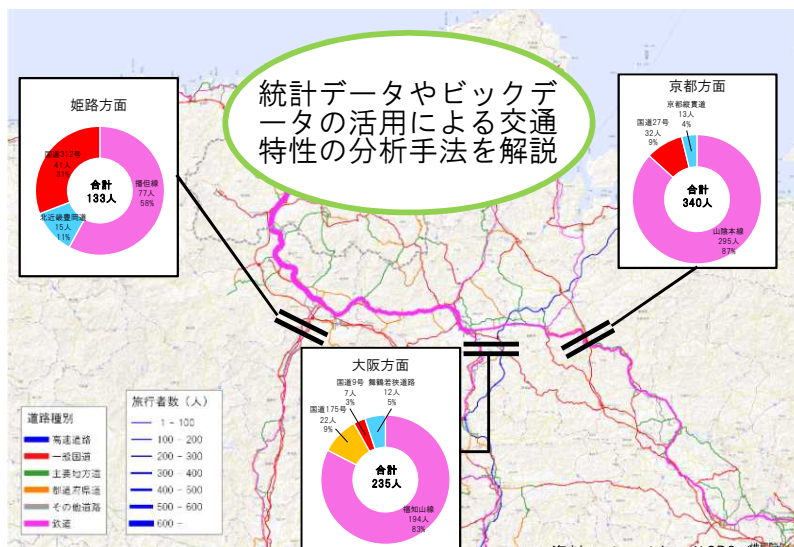 統計データやビックデ
ータの活用による交通
特性の分析手法を解説
姫路方面
国道312号
41人
31%
播但線
77人
58%
北近畿豊岡道
15人
11%
合計
133人
京都方面
京都縦貫道
13人
4%
国道27号
32人
9%
合計
340人
山陰本線
295人
87%
大阪方面
国道9号
7人
3%
舞鶴若狭道路
12人
5%
国道175号
22人
9%
合計
235人
福知山線
194人
83%
道路種別
高速道路
一般国道
主要地方道
都道府県道
その他道路
鉄道
旅行者数（人）
1 - 100
100 - 200
200 - 300
300 - 400
400 - 500
500 - 600
600 -